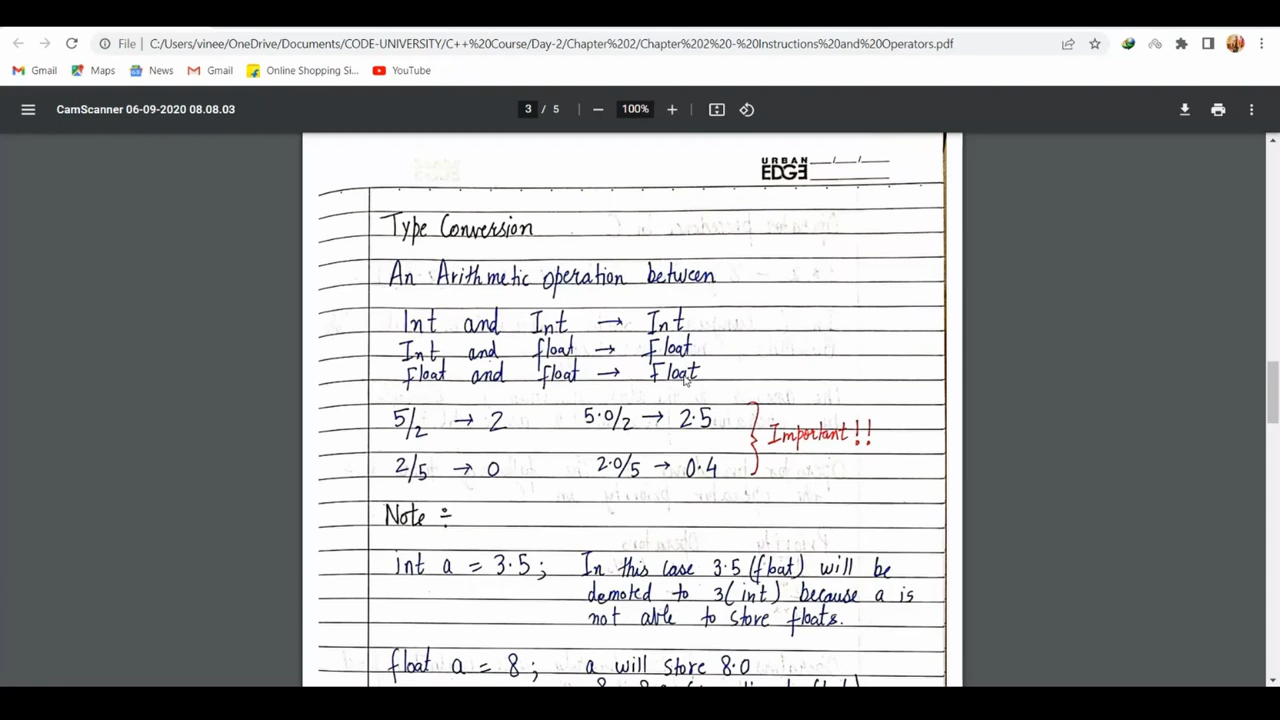 File
C:/Users/vinee/OneDrive/Documents/CODE-UNIVERSITY/C++%20Course/Day-2/Chapter%202/Chapter%202%20-%20Instructions%20and%20Operators.pdf
Gmail Maps News Gmail Online Shopping Si... YouTube
CamScanner 06-09-2020 08.08.03 3 / 5 100%
URBAN
EDGE
Type Conversion
An Arithmetic operation between
Int and Int → Int
Int and float → Float
Float and float → Float
5/2 → 2 5.0/2 → 2.5
Important!!
2/5 → 0 2.0/5 → 0.4
Note ÷
int a = 3.5; In this case 3.5 (float) will be
demoted to 3(int) because a is
not able to store floats.
float a = 8; a will store 8.0